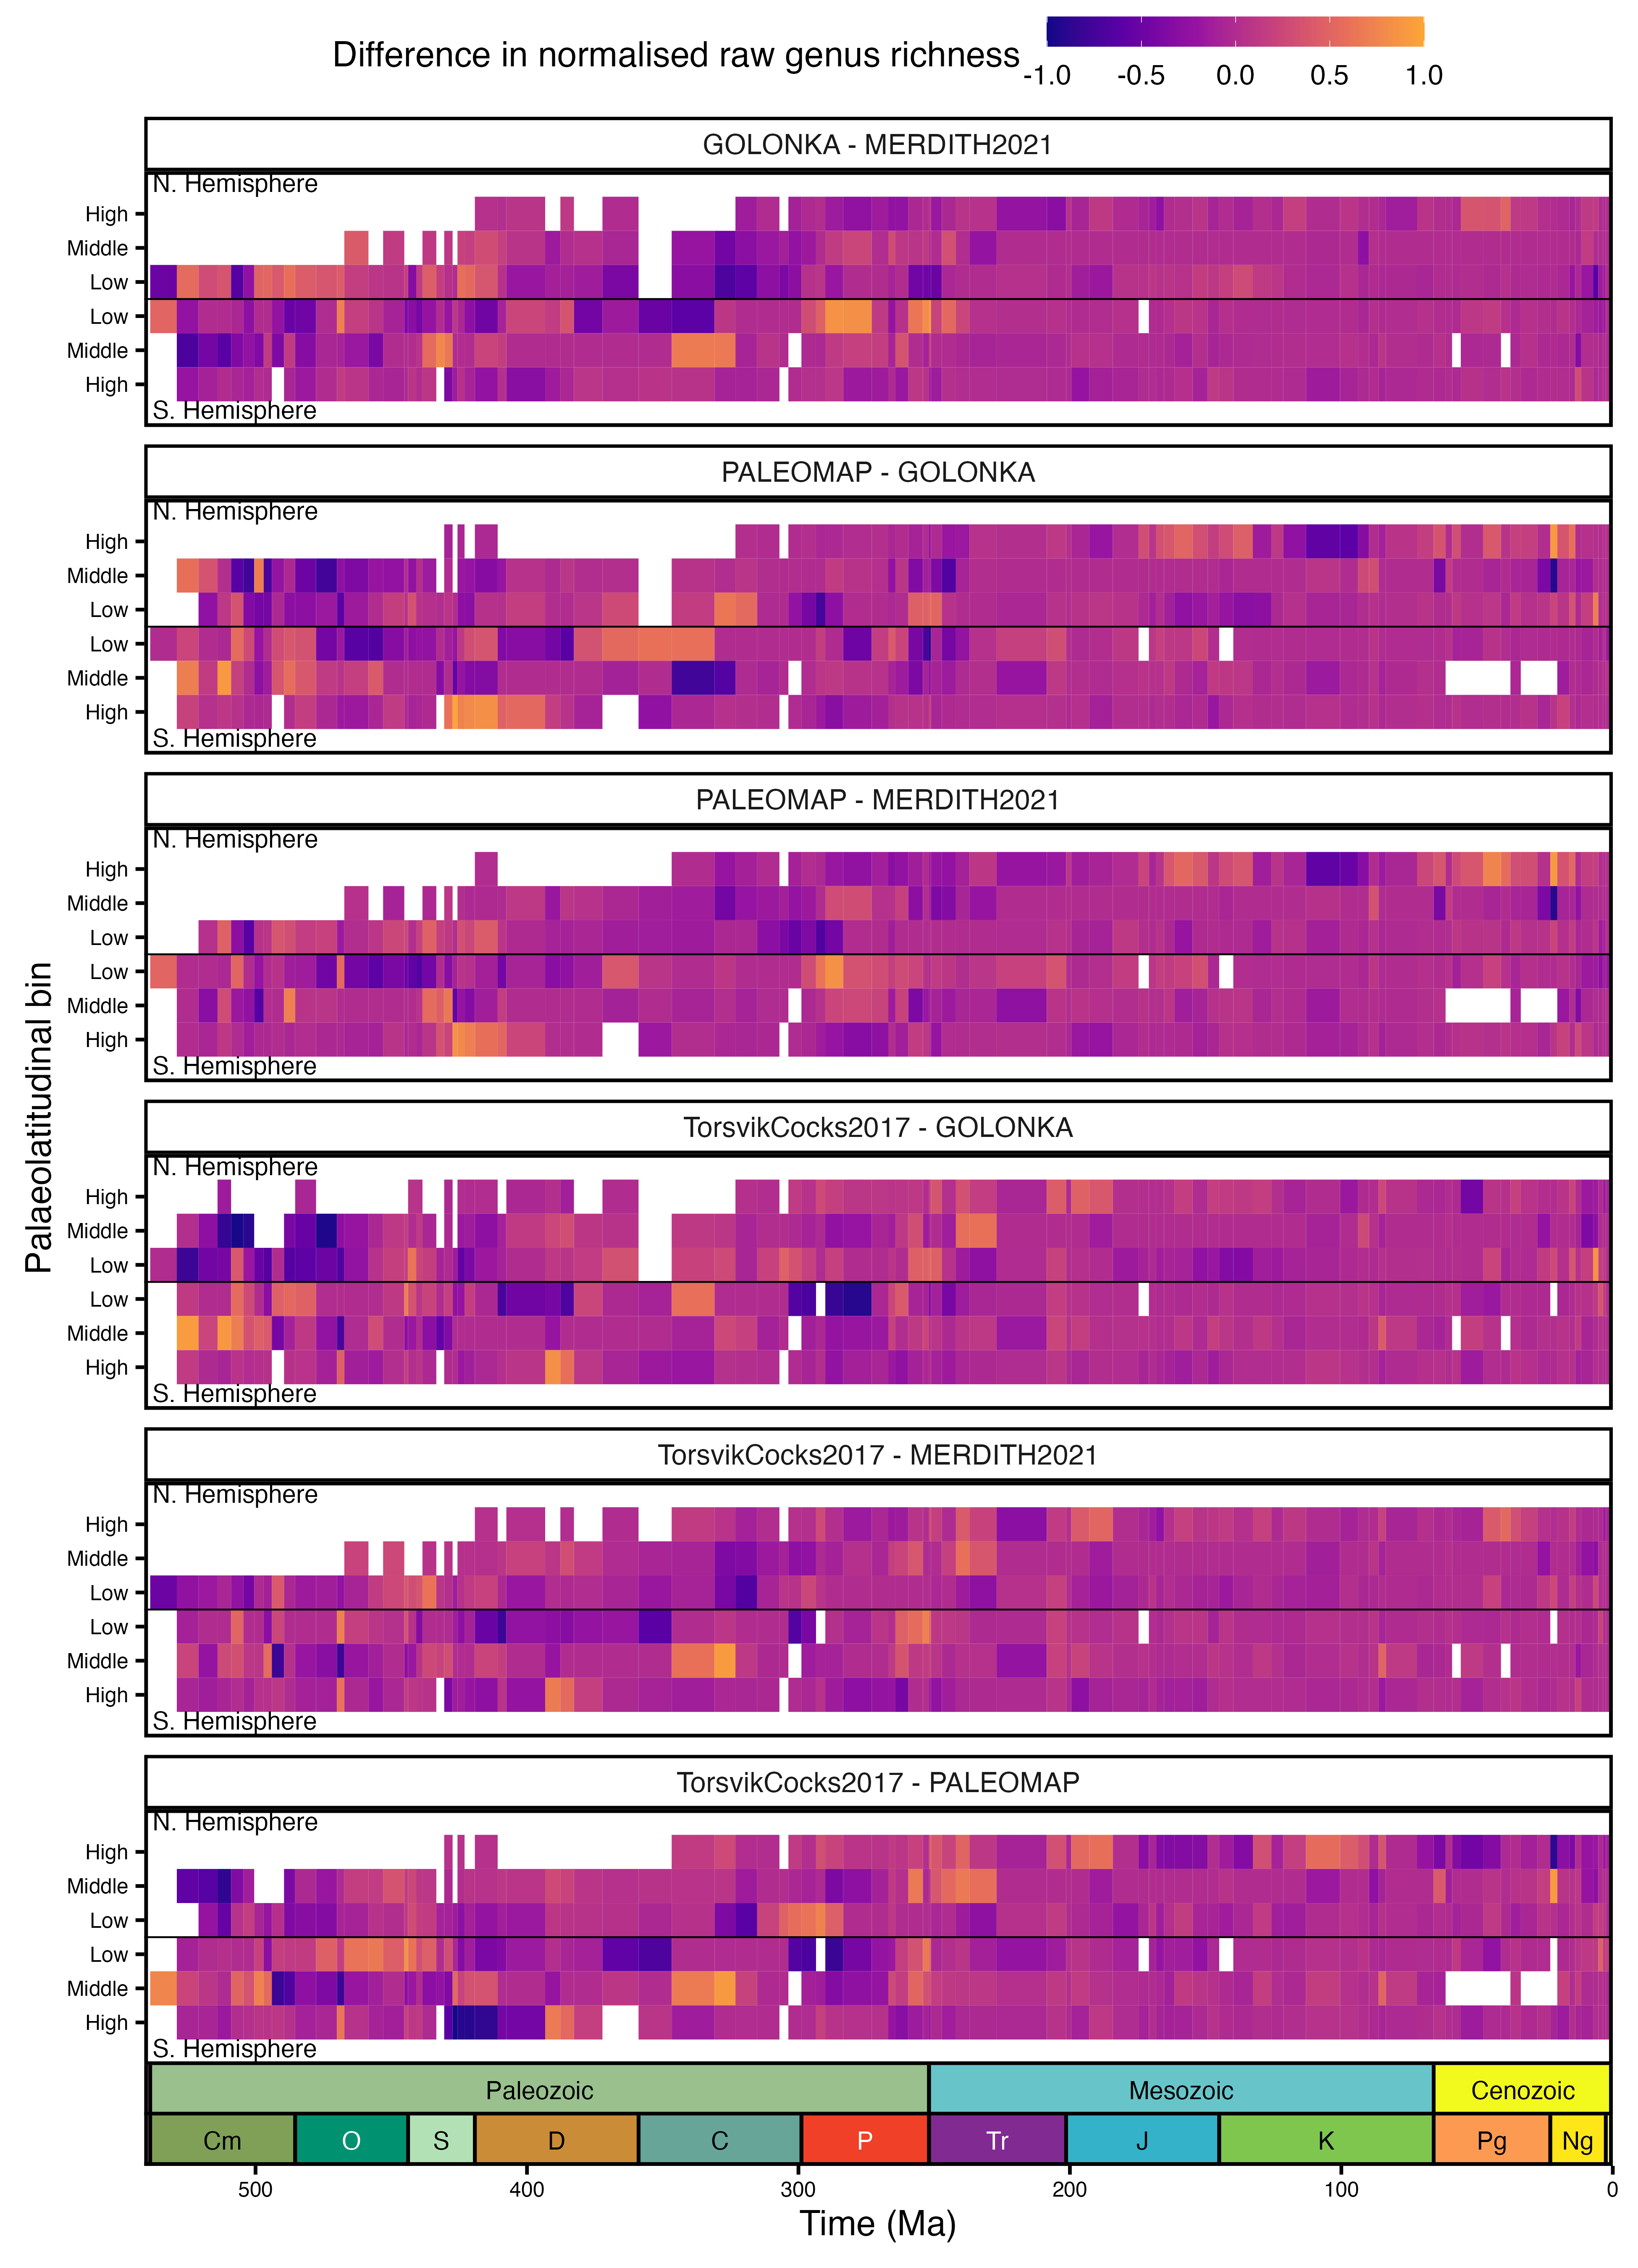 Difference in normalised raw genus richness
-1.0 -0.5 0.0 0.5 1.0
GOLONKA - MERDITH2021
N. Hemisphere
High
Middle
Low
Low
Middle
High
S. Hemisphere
PALEOMAP - GOLONKA
N. Hemisphere
High
Middle
Low
Low
Middle
High
S. Hemisphere
PALEOMAP - MERDITH2021
N. Hemisphere
High
Middle
Low
Low
Middle
High
S. Hemisphere
TorsvikCocks2017 - GOLONKA
N. Hemisphere
High
Middle
Low
Low
Middle
High
S. Hemisphere
TorsvikCocks2017 - MERDITH2021
N. Hemisphere
High
Middle
Low
Low
Middle
High
S. Hemisphere
TorsvikCocks2017 - PALEOMAP
N. Hemisphere
High
Middle
Low
Low
Middle
High
S. Hemisphere
Palaeolatitudinal bin
Paleozoic Mesozoic Cenozoic
Cm O S D C P Tr J K Pg Ng
500 400 300 200 100 0
Time (Ma)